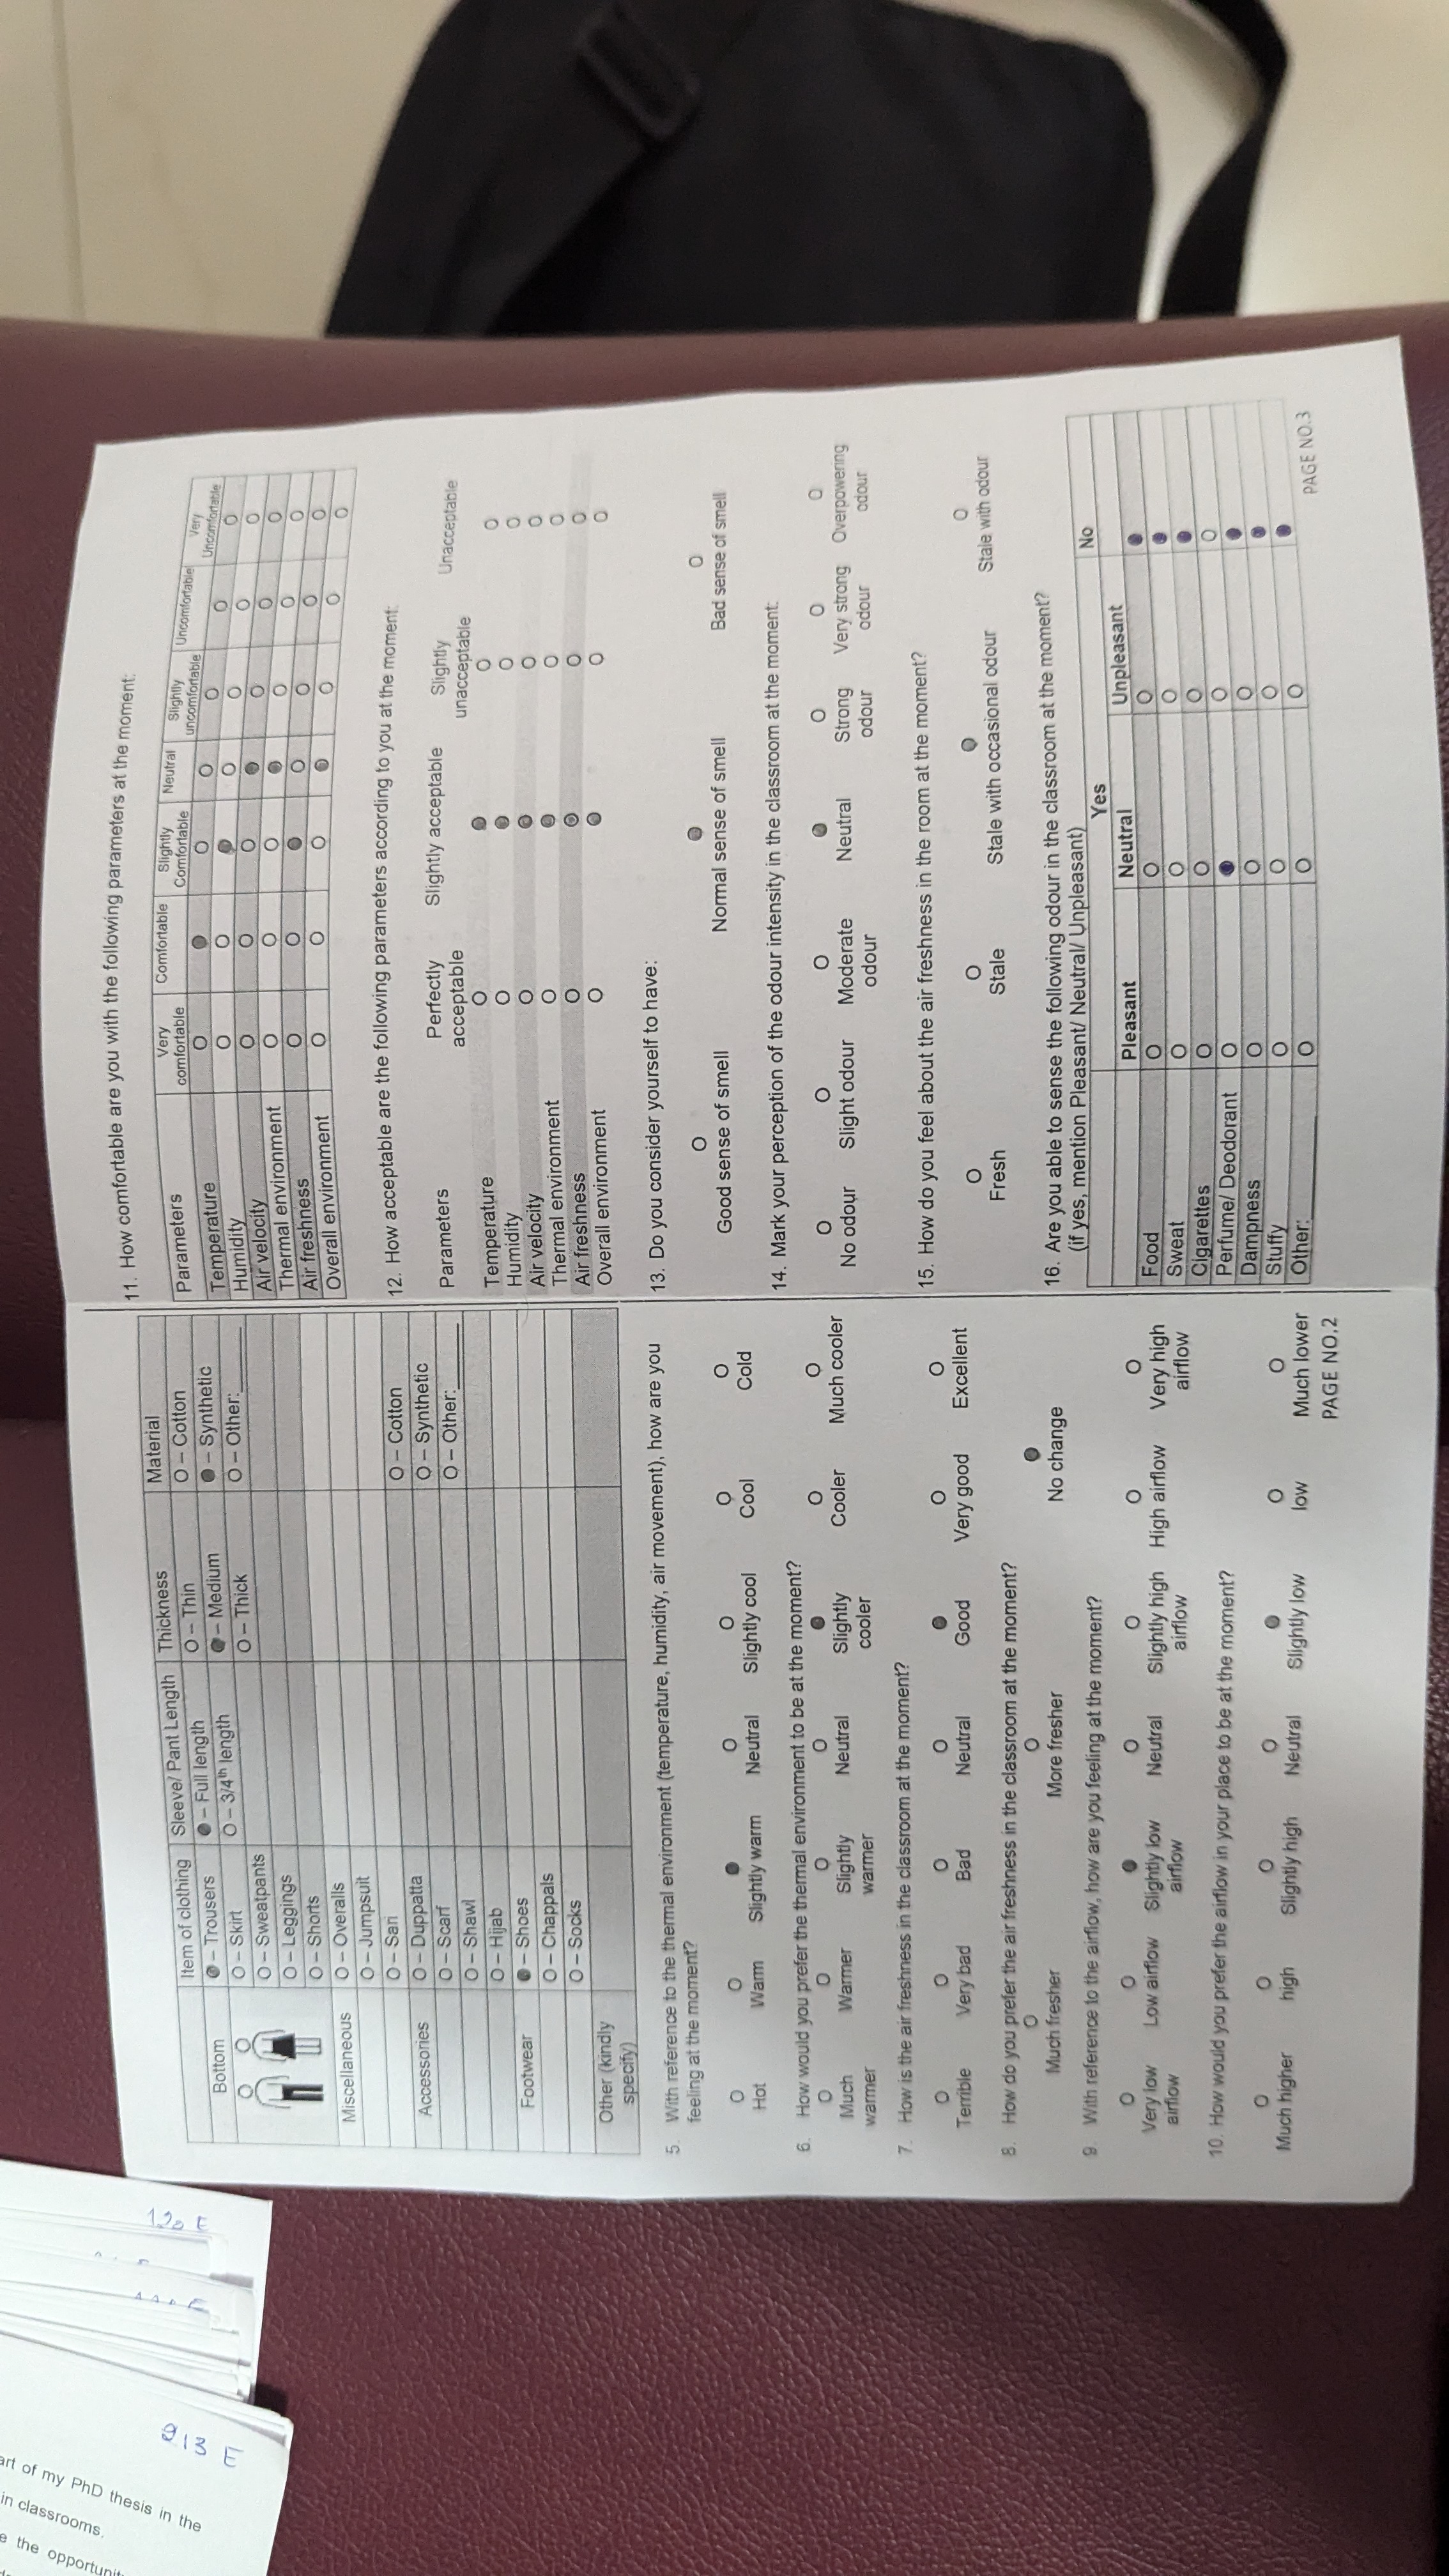 Item of clothing Sleeve/ Pant Length Thickness Material
Bottom ● – Trousers ● – Full length O – Thin O – Cotton
O – Skirt O – 3/4th length ● – Medium ● – Synthetic
O – Sweatpants O – Thick O – Other:______
O – Leggings
O – Shorts
Miscellaneous O – Overalls
O – Jumpsuit
O – Sari
Accessories O – Duppatta O – Cotton
O – Scarf O – Synthetic
O – Shawl O – Other:______
O – Hijab
Footwear ● – Shoes
O – Chappals
O – Socks
Other (kindly
specify)
5. With reference to the thermal environment (temperature, humidity, air movement), how are you
feeling at the moment?
O O ● O O O O
Hot Warm Slightly warm Neutral Slightly cool Cool Cold
6. How would you prefer the thermal environment to be at the moment?
O O O O ● O O
Much Warmer Slightly Neutral Slightly Cooler Much cooler
warmer warmer cooler
7. How is the air freshness in the classroom at the moment?
O O O O ● O O
Terrible Very bad Bad Neutral Good Very good Excellent
8. How do you prefer the air freshness in the classroom at the moment?
O O ●
Much fresher More fresher No change
9. With reference to the airflow, how are you feeling at the moment?
O O ● O O O O
Very low Low airflow Slightly low Neutral Slightly high High airflow Very high
airflow airflow airflow airflow
10. How would you prefer the airflow in your place to be at the moment?
O O O O ● O O
Much higher high Slightly high Neutral Slightly low low Much lower
PAGE NO.2
11. How comfortable are you with the following parameters at the moment:
Parameters Very Comfortable Slightly Neutral Slightly Uncomfortable Very
comfortable Comfortable uncomfortable Uncomfortable
Temperature O ● O O O O O
Humidity O O ● O O O O
Air velocity O O O ● O O O
Thermal environment O O O ● O O O
Air freshness O O ● O O O O
Overall environment O O O ● O O O
12. How acceptable are the following parameters according to you at the moment:
Parameters Perfectly Slightly acceptable Slightly Unacceptable
acceptable unacceptable
Temperature O ● O O
Humidity O ● O O
Air velocity O ● O O
Thermal environment O ● O O
Air freshness O ● O O
Overall environment O ● O O
13. Do you consider yourself to have:
O ● O
Good sense of smell Normal sense of smell Bad sense of smell
14. Mark your perception of the odour intensity in the classroom at the moment:
O O O ● O O O
No odour Slight odour Moderate Neutral Strong Very strong Overpowering
odour odour odour odour
15. How do you feel about the air freshness in the room at the moment?
O O ● O
Fresh Stale Stale with occasional odour Stale with odour
16. Are you able to sense the following odour in the classroom at the moment?
(if yes, mention Pleasant/ Neutral/ Unpleasant)
Yes No
Pleasant Neutral Unpleasant
Food O O O ●
Sweat O O O ●
Cigarettes O O O ●
Perfume/ Deodorant O ● O O
Dampness O O O ●
Stuffy O O O ●
Other:______ O O O ●
PAGE NO.3
130 E
913 E
art of my PhD thesis in the
in classrooms.
e the opportunit